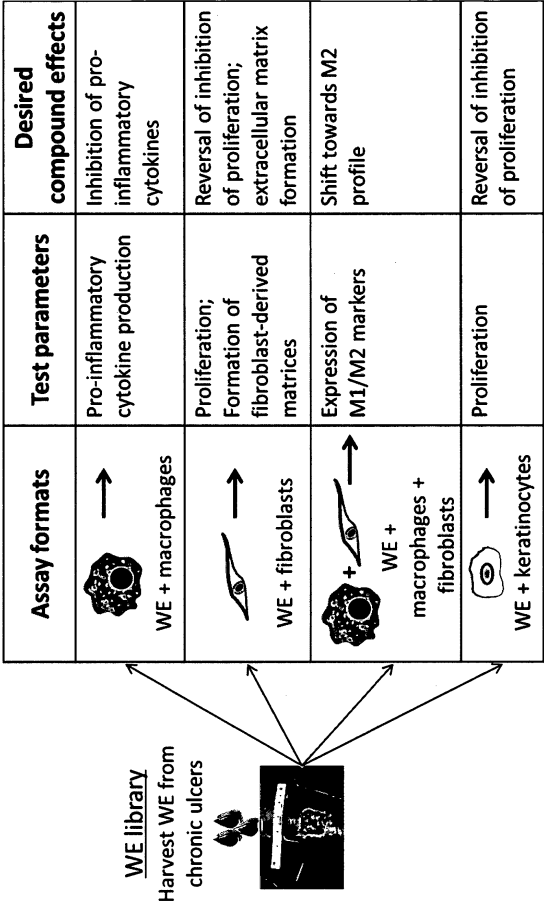 WE library
Harvest WE from
chronic ulcers
Assay formats
Test parameters
Desired
compound effects
WE + macrophages
Pro-inflammatory
cytokine production
Inhibition of pro-
inflammatory
cytokines
WE + fibroblasts
Proliferation;
Formation of
fibroblast-derived
matrices
Reversal of inhibition
of proliferation;
extracellular matrix
formation
+
WE +
macrophages +
fibroblasts
Expression of
M1/M2 markers
Shift towards M2
profile
WE + keratinocytes
Proliferation
Reversal of inhibition
of proliferation